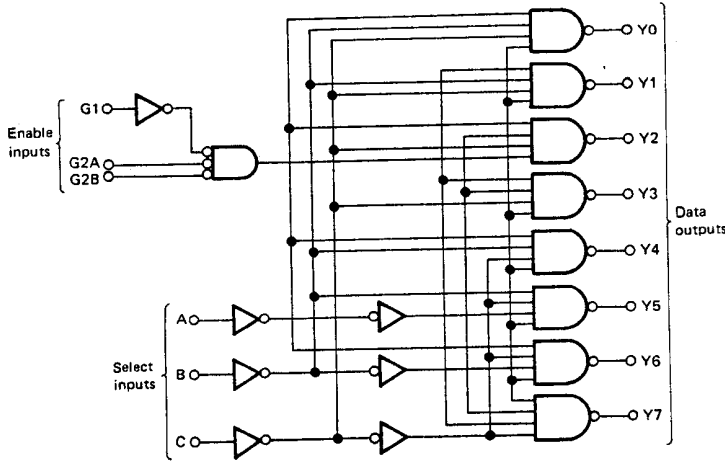 Y0
Y1
Y2
Y3
Y4
Y5
Y6
Y7
Data
outputs
Enable
inputs
G1
G2A
G2B
Select
inputs
A
B
C